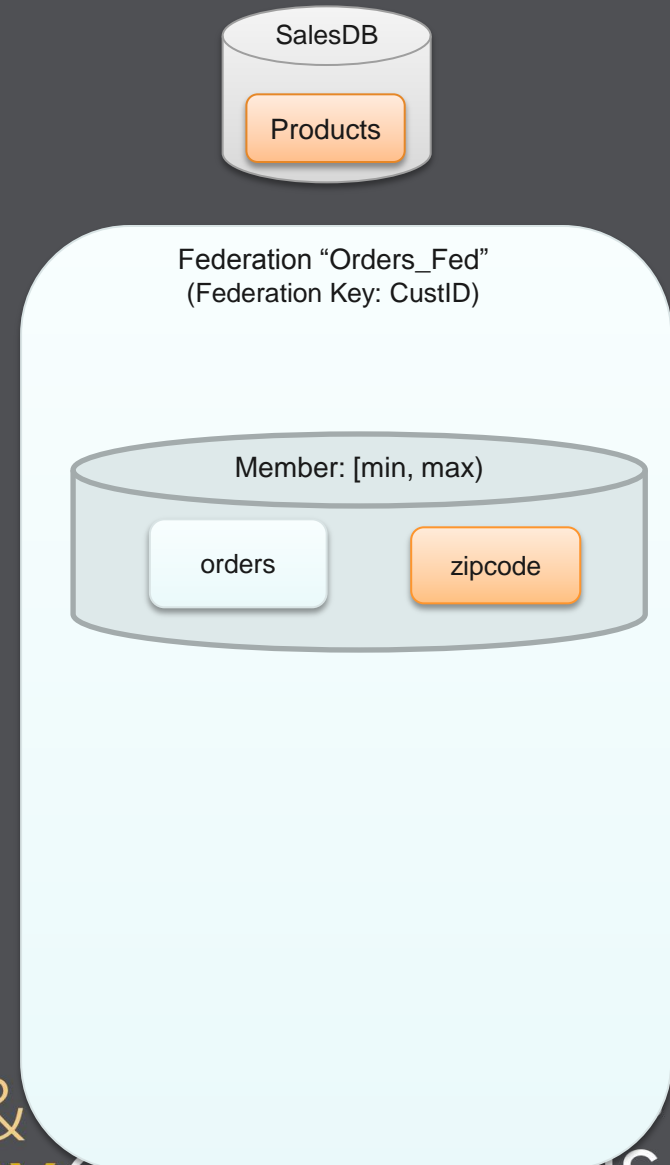 SalesDB
Products
Federation “Orders_Fed”
(Federation Key: CustID)
Member: [min, max)
orders
zipcode
&